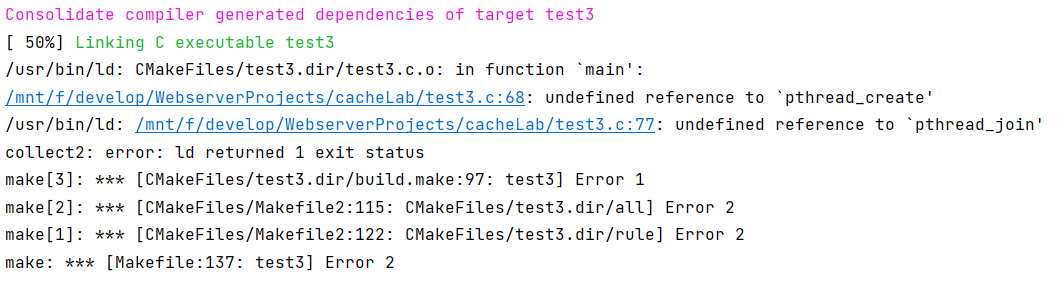 Consolidate compiler generated dependencies of target test3
[ 50%] Linking C executable test3
/usr/bin/ld: CMakeFiles/test3.dir/test3.c.o: in function `main':
/mnt/f/develop/WebserverProjects/cacheLab/test3.c:68: undefined reference to `pthread_create'
/usr/bin/ld: /mnt/f/develop/WebserverProjects/cacheLab/test3.c:77: undefined reference to `pthread_join'
collect2: error: ld returned 1 exit status
make[3]: *** [CMakeFiles/test3.dir/build.make:97: test3] Error 1
make[2]: *** [CMakeFiles/Makefile2:115: CMakeFiles/test3.dir/all] Error 2
make[1]: *** [CMakeFiles/Makefile2:122: CMakeFiles/test3.dir/rule] Error 2
make: *** [Makefile:137: test3] Error 2